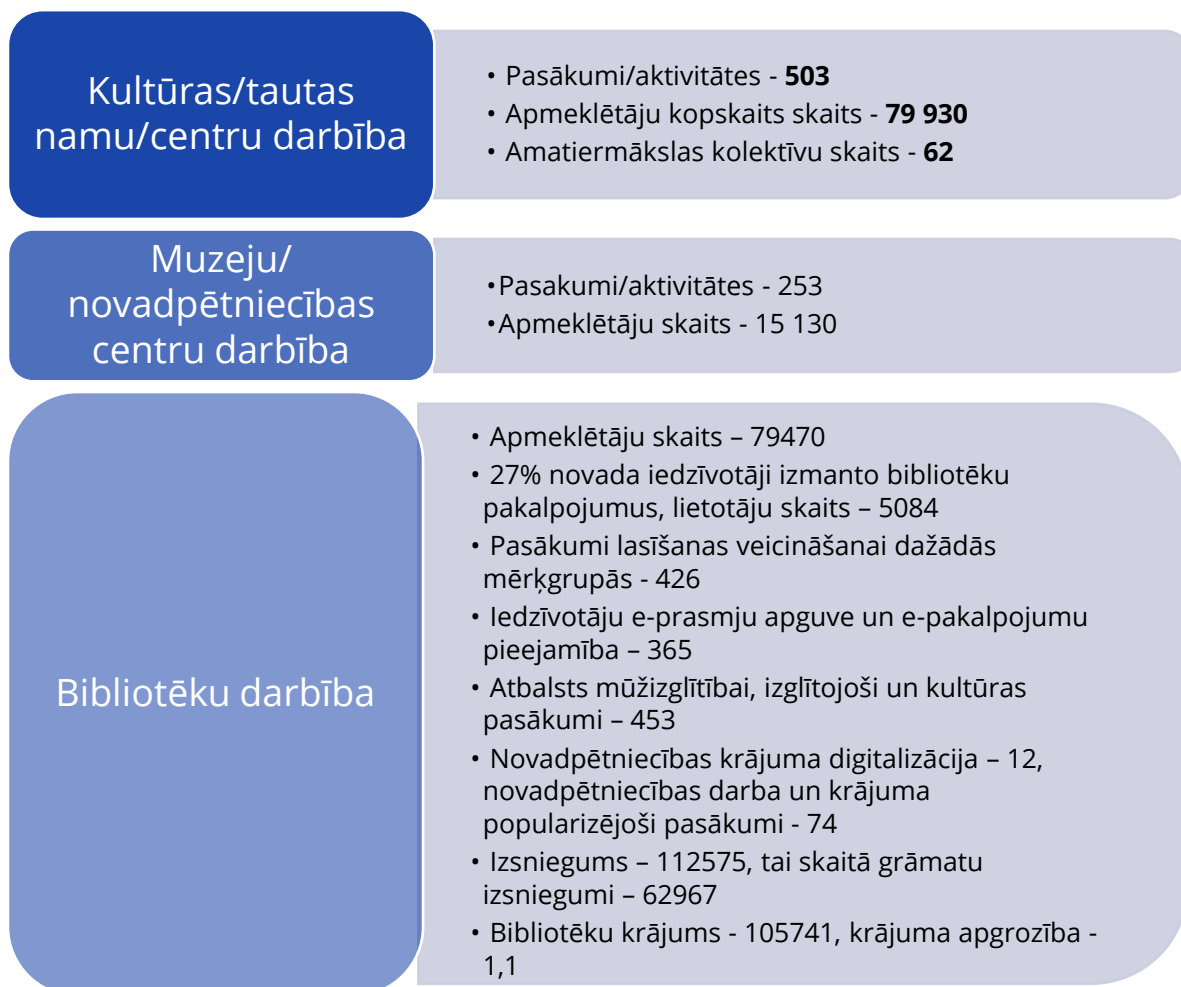 Kultūras/tautas
namu/centru darbība
• Pasākumi/aktivitātes - 503
• Apmeklētāju kopskaits skaits - 79 930
• Amatiermākslas kolektīvu skaits - 62
Muzeju/
novadpētniecības
centru darbība
•Pasakumi/aktivitātes - 253
•Apmeklētāju skaits - 15 130
Bibliotēku darbība
• Apmeklētāju skaits – 79470
• 27% novada iedzīvotāji izmanto bibliotēku
pakalpojumus, lietotāju skaits – 5084
• Pasākumi lasīšanas veicināšanai dažādās
mērķgrupās - 426
• Iedzīvotāju e-prasmju apguve un e-pakalpojumu
pieejamība – 365
• Atbalsts mūžizglītībai, izglītojoši un kultūras
pasākumi – 453
• Novadpētniecības krājuma digitalizācija – 12,
novadpētniecības darba un krājuma
popularizējoši pasākumi - 74
• Izsniegums – 112575, tai skaitā grāmatu
izsniegumi – 62967
• Bibliotēku krājums - 105741, krājuma apgrozība -
1,1